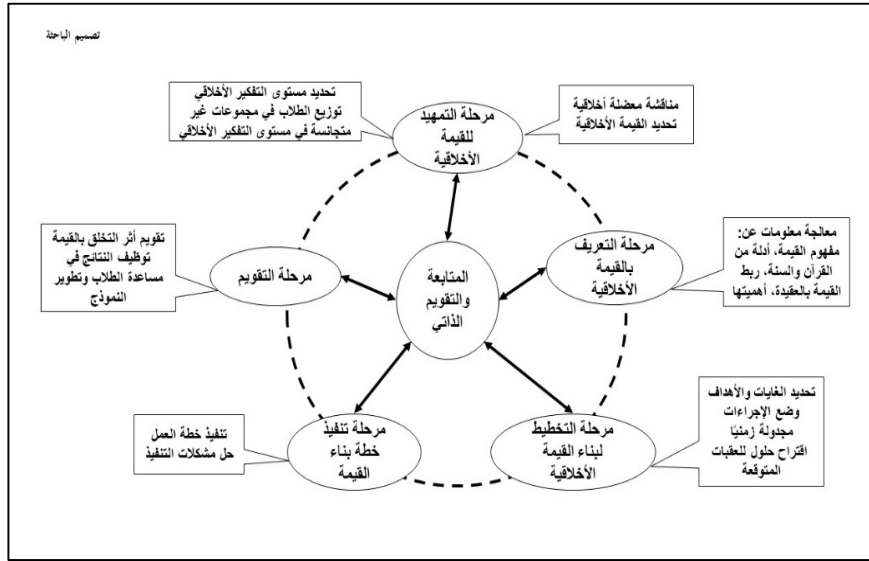 تصميم الباحثة
مناقشة معضلة أخلاقية
تحديد القيمة الأخلاقية
مرحلة التمهيد
للقيمة
الأخلاقية
تحديد مستوى التفكير الأخلاقي
توزيع الطلاب في مجموعات غير
متجانسة في مستوى التفكير الأخلاقي
معالجة معلومات عن:
مفهوم القيمة، أدلة من
القرآن والسنة، ربط
القيمة بالعقيدة، أهميتها
مرحلة التعريف
بالقيمة
الأخلاقية
المتابعة
والتقويم
الذاتي
مرحلة التقويم
تقويم أثر التخلق بالقيمة
توظيف النتائج في
مساعدة الطلاب وتطوير
النموذج
تحديد الغايات والأهداف
وضع الإجراءات
مجدولة زمنيًا
اقتراح حلول للعقبات
المتوقعة
مرحلة التخطيط
لبناء القيمة
الأخلاقية
مرحلة تنفيذ
خطة بناء
القيمة
تنفيذ خطة العمل
حل مشكلات التنفيذ